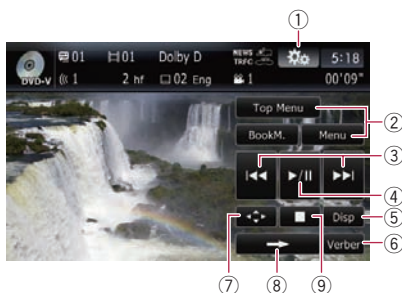 ①
01 01 Dolby D NEWS TRFC 5:18
DVD-V 1 2 hf 02 Eng 1 00'09"
Top Menu
②
BookM. Menu
③
④
Disp ⑤
Verber ⑥
⑦ ⑧ ⑨